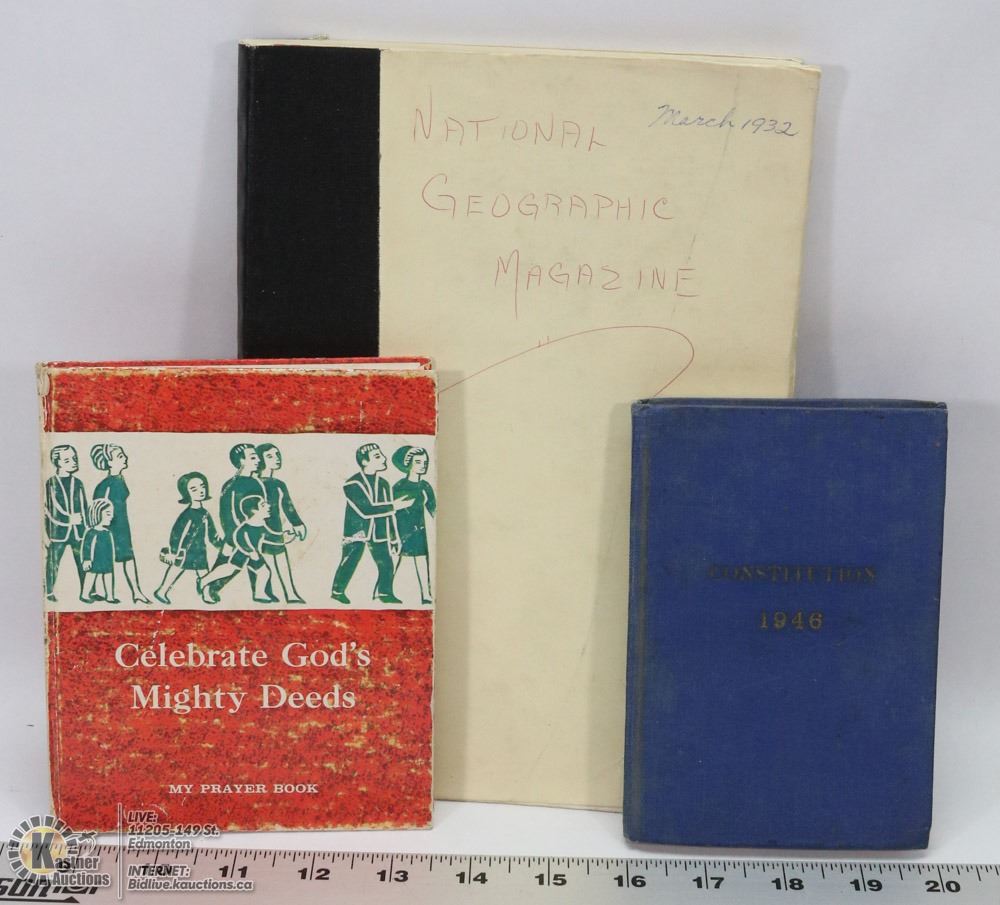 NATIONAL
March 1932
GEOGRAPHIC
MAGAZINE
"
Celebrate God's
Mighty Deeds
MY PRAYER BOOK
CONSTITUTION
1946
Kastner
Auctions
LIVE:
11205-149 St.
Edmonton
INTERNET:
Bidlive.kauctions.ca
11 12 13 14 15 16 17 18 19 20